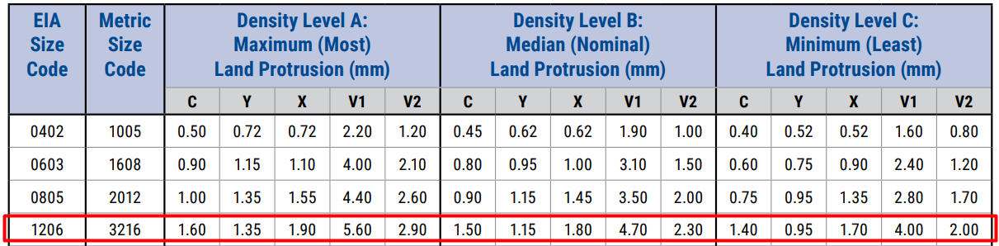 EIA Size Code Metric Size Code Density Level A: Maximum (Most) Land Protrusion (mm) Density Level B: Median (Nominal) Land Protrusion (mm) Density Level C: Minimum (Least) Land Protrusion (mm)
C Y X V1 V2 C Y X V1 V2 C Y X V1 V2
0402 1005 0.50 0.72 0.72 2.20 1.20 0.45 0.62 0.62 1.90 1.00 0.40 0.52 0.52 1.60 0.80
0603 1608 0.90 1.15 1.10 4.00 2.10 0.80 0.95 1.00 3.10 1.50 0.60 0.75 0.90 2.40 1.20
0805 2012 1.00 1.35 1.55 4.40 2.60 0.90 1.15 1.45 3.50 2.00 0.75 0.95 1.35 2.80 1.70
1206 3216 1.60 1.35 1.90 5.60 2.90 1.50 1.15 1.80 4.70 2.30 1.40 0.95 1.70 4.00 2.00